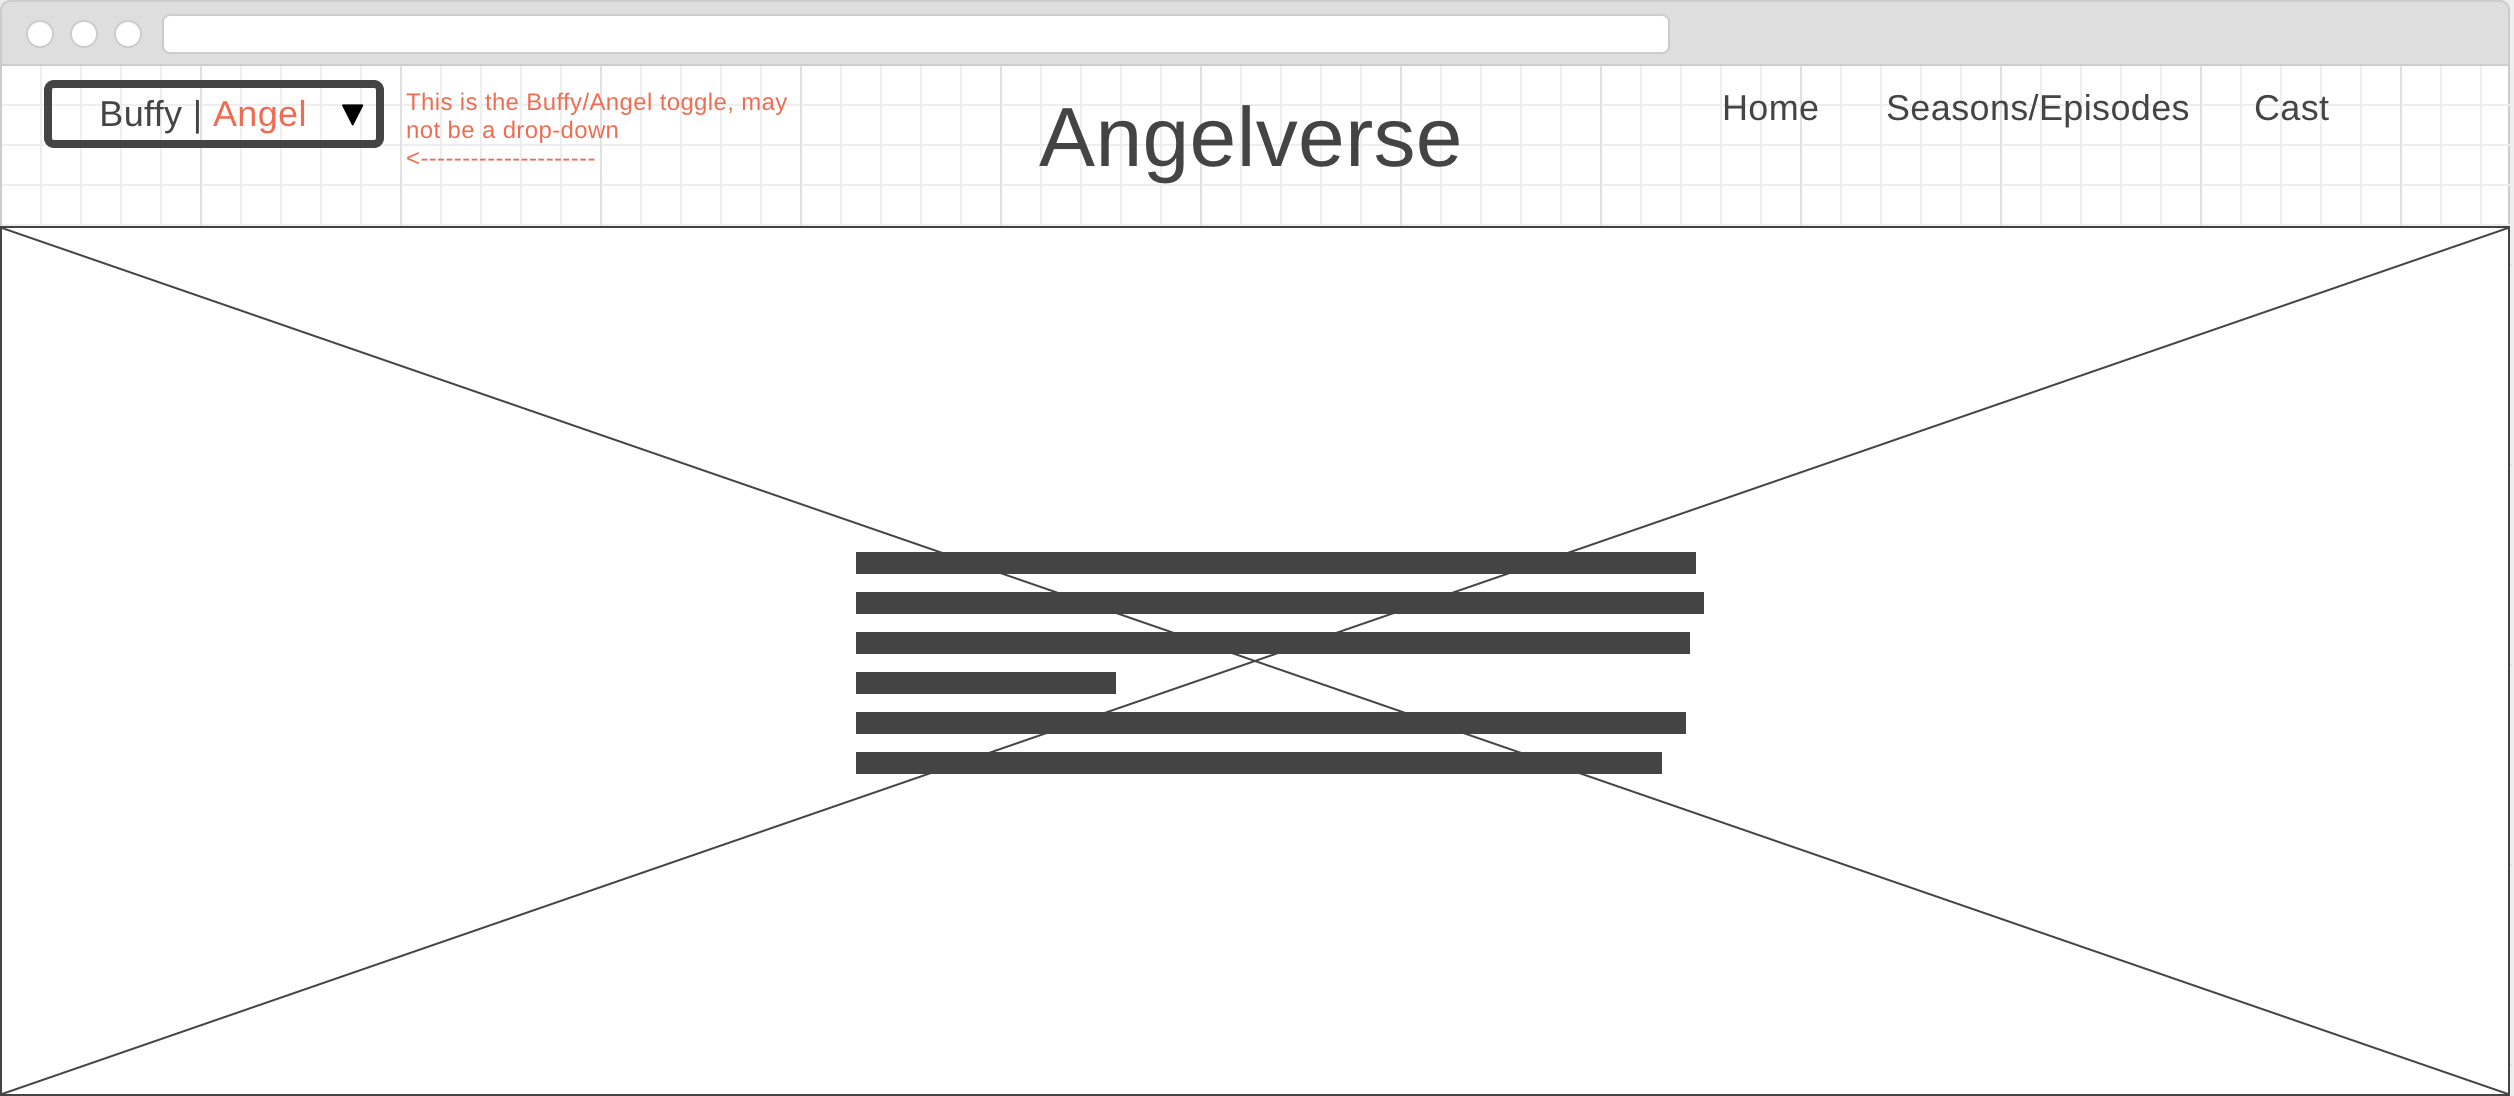 Buffy | Angel ▼
This is the Buffy/Angel toggle, may
not be a drop-down
<---------------------
Angelverse
Home Seasons/Episodes Cast